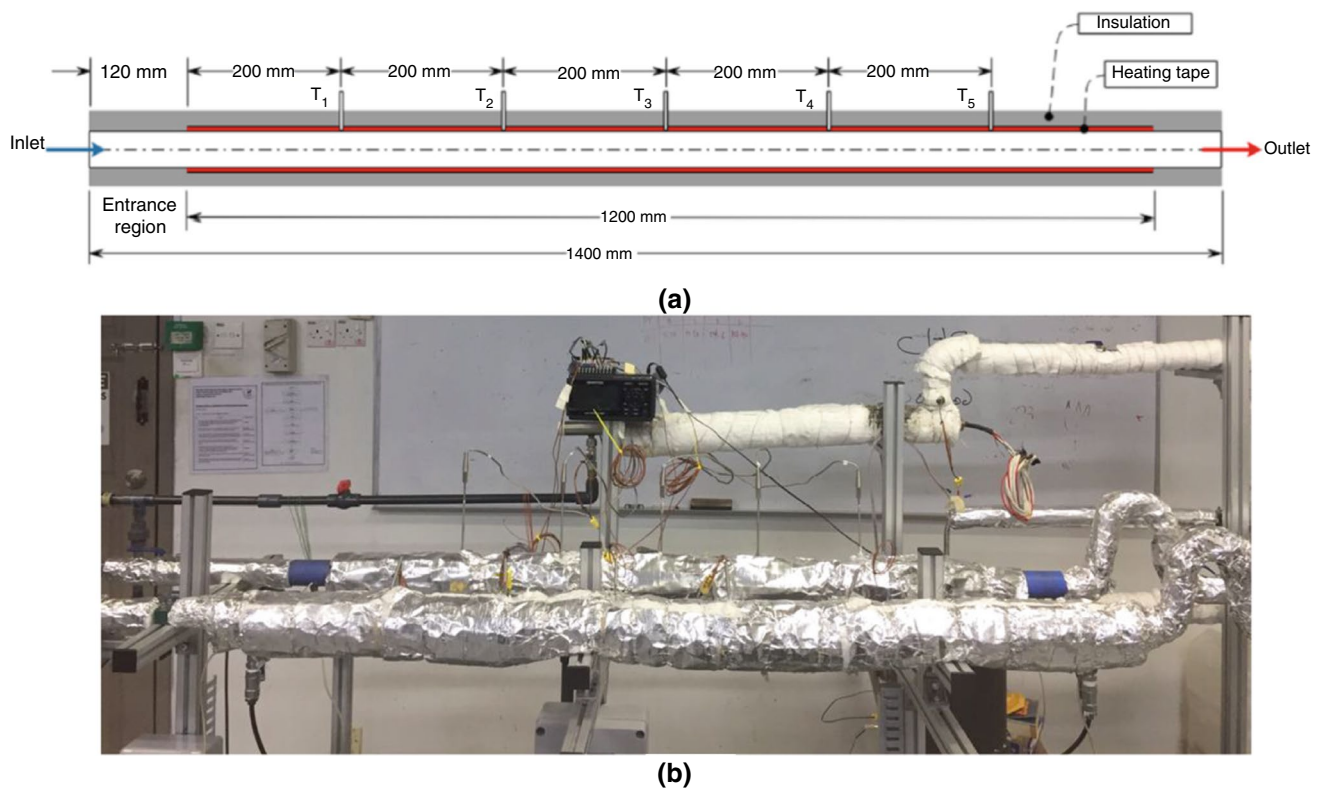 Insulation
120 mm
200 mm
200 mm
200 mm
200 mm
200 mm
Heating tape
T1
T2
T3
T4
T5
Inlet
Outlet
Entrance
region
1200 mm
1400 mm
(a)
(b)